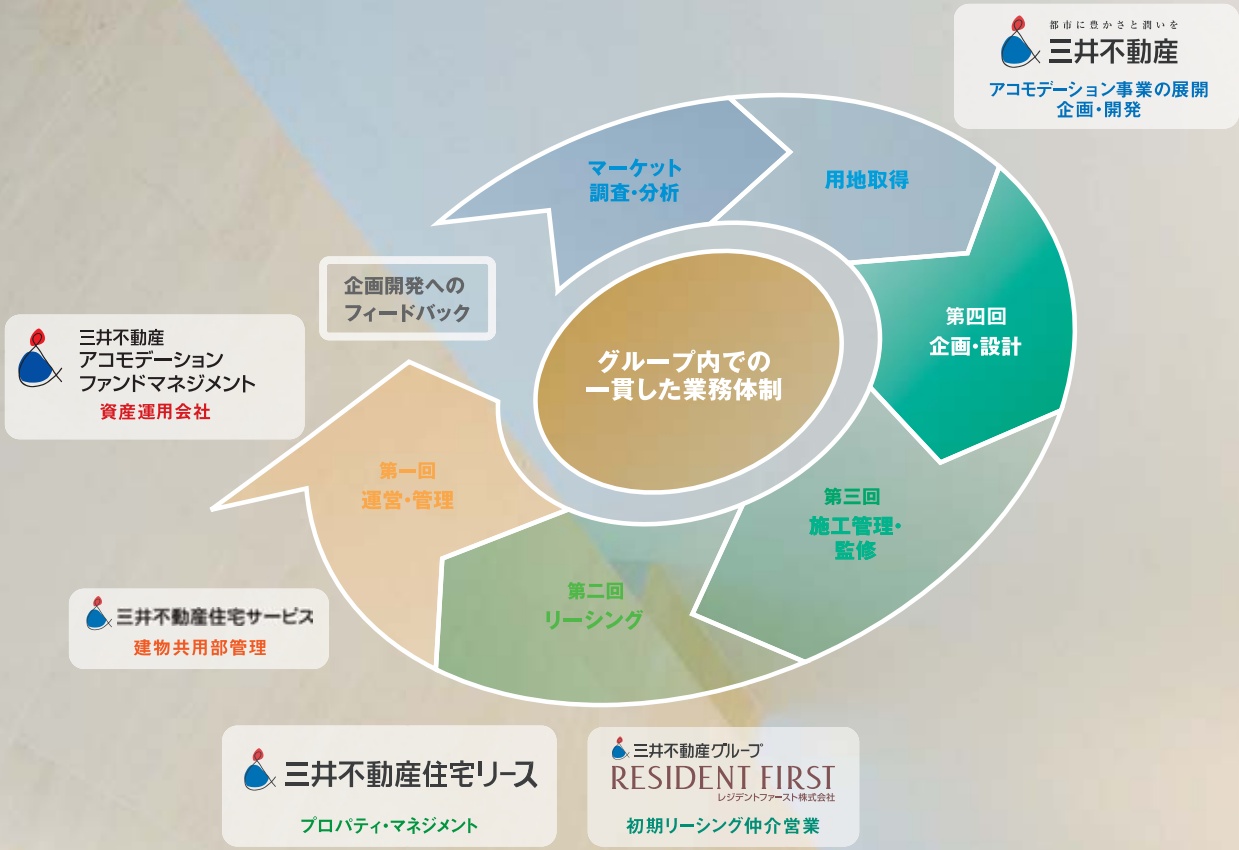 都市に豊かさと潤いを
三井不動産
アコモデーション事業の展開
企画・開発
マーケット
調査・分析
用地取得
第四回
企画・設計
第三回
施工管理・
監修
第二回
リーシング
第一回
運営・管理
企画開発への
フィードバック
グループ内での
一貫した業務体制
三井不動産
アコモデーション
ファンドマネジメント
資産運用会社
三井不動産住宅サービス
建物共用部管理
三井不動産住宅リース
プロパティ・マネジメント
三井不動産グループ
RESIDENT FIRST
レジデントファースト株式会社
初期リーシング仲介営業